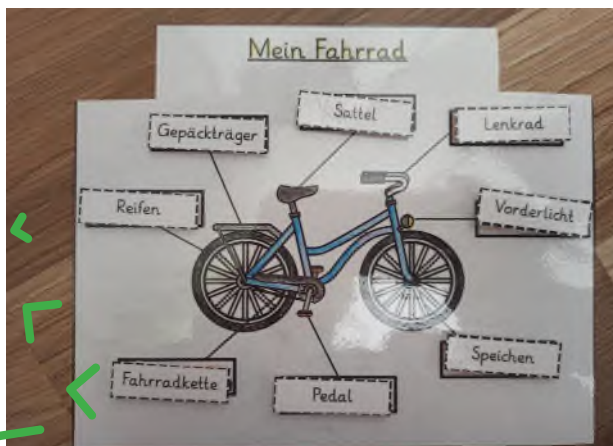 Mein Fahrrad
Sattel
Lenkrad
Gepäckträger
Reifen
Vorderlicht
Speichen
Fahrradkette
Pedal